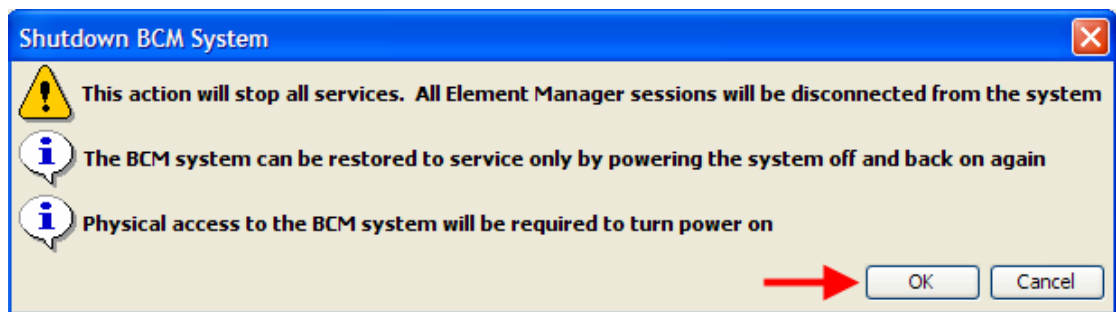 Shutdown BCM System
This action will stop all services. All Element Manager sessions will be disconnected from the system
The BCM system can be restored to service only by powering the system off and back on again
Physical access to the BCM system will be required to turn power on
OK Cancel